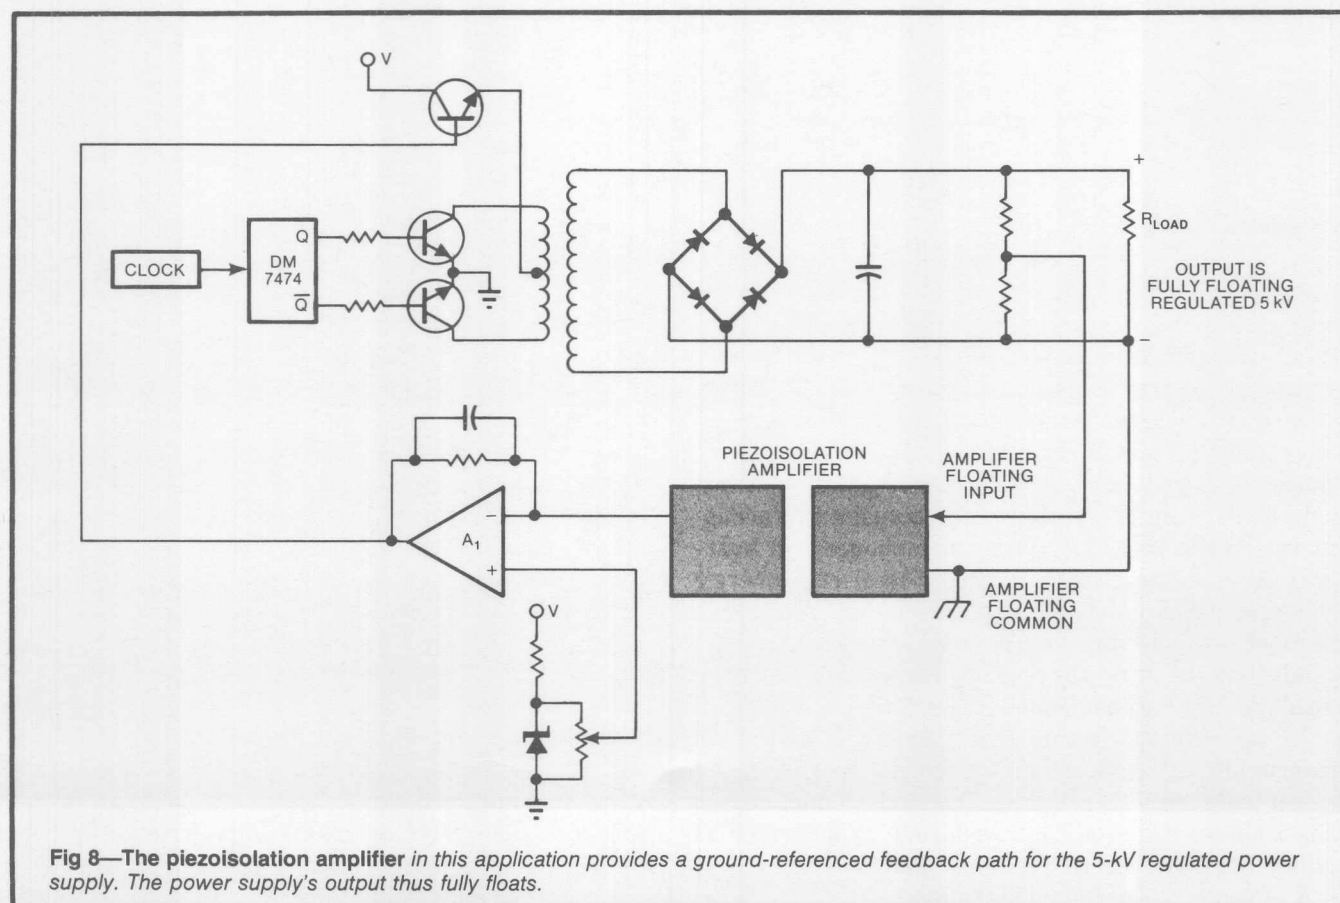 V
CLOCK
DM
7474
Q
Q̅
+
R_LOAD
OUTPUT IS
FULLY FLOATING
REGULATED 5 kV
−
PIEZOISOLATION
AMPLIFIER
AMPLIFIER
FLOATING
INPUT
−
A₁
+
AMPLIFIER
FLOATING
COMMON
V
Fig 8—The piezoisolation amplifier in this application provides a ground-referenced feedback path for the 5-kV regulated power
supply. The power supply's output thus fully floats.